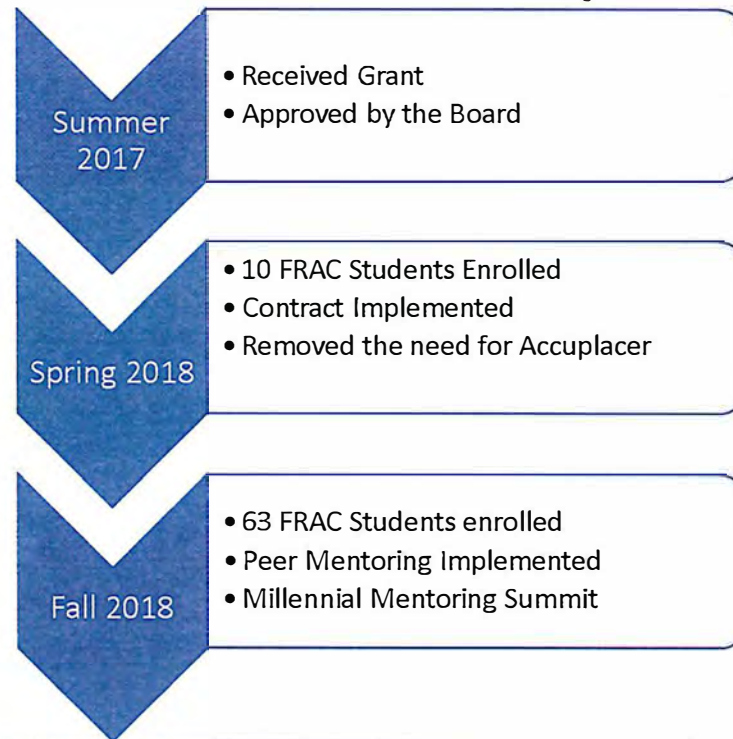 Summer
2017
• Received Grant
• Approved by the Board
Spring 2018
• 10 FRAC Students Enrolled
• Contract Implemented
• Removed the need for Accuplacer
Fall 2018
• 63 FRAC Students enrolled
• Peer Mentoring Implemented
• Millennial Mentoring Summit